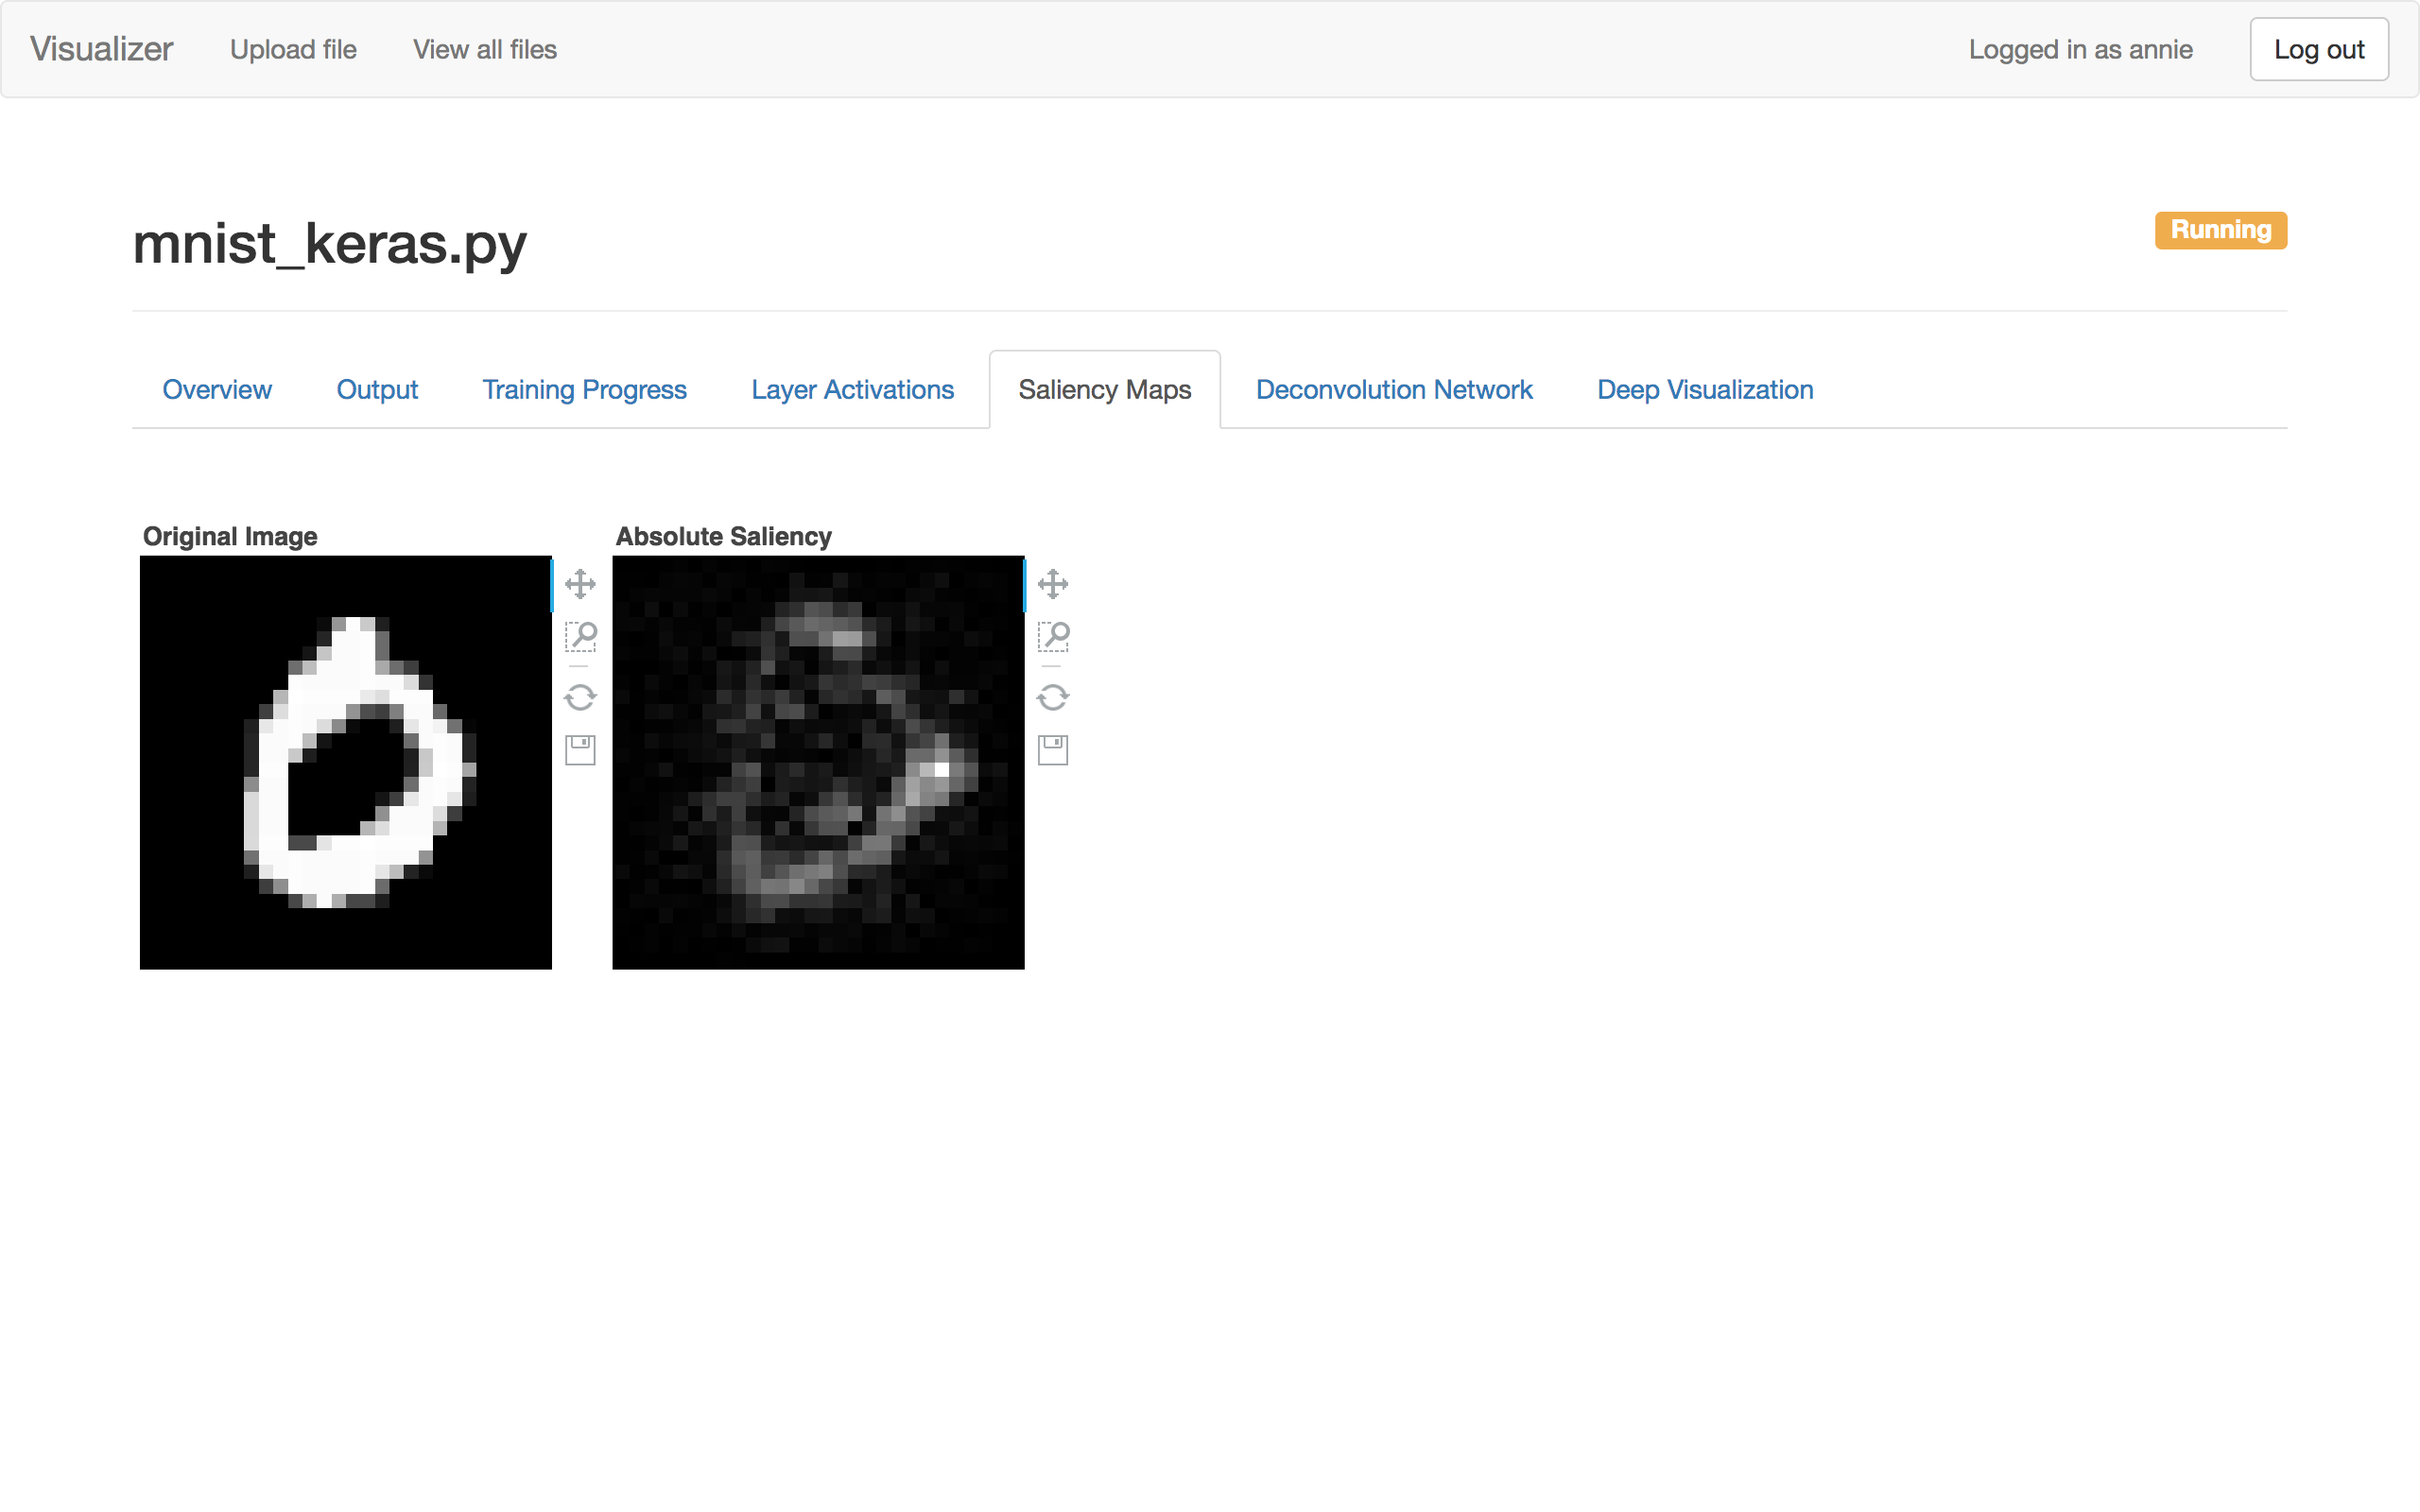 Visualizer Upload file View all files Logged in as annie Log out
mnist_keras.py Running
Overview Output Training Progress Layer Activations Saliency Maps Deconvolution Network Deep Visualization
Original Image Absolute Saliency